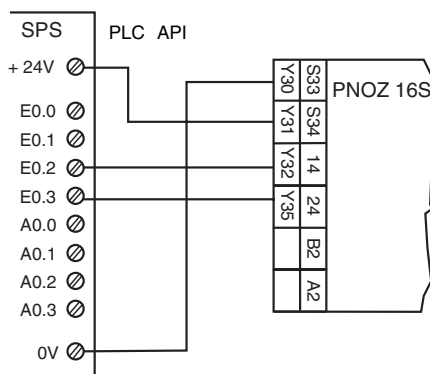 SPS PLC API
+ 24V
E0.0
E0.1
E0.2
E0.3
A0.0
A0.1
A0.2
A0.3
0V
Y30 S33
Y31 S34
Y32 14
Y35 24
B2
A2
PNOZ 16S